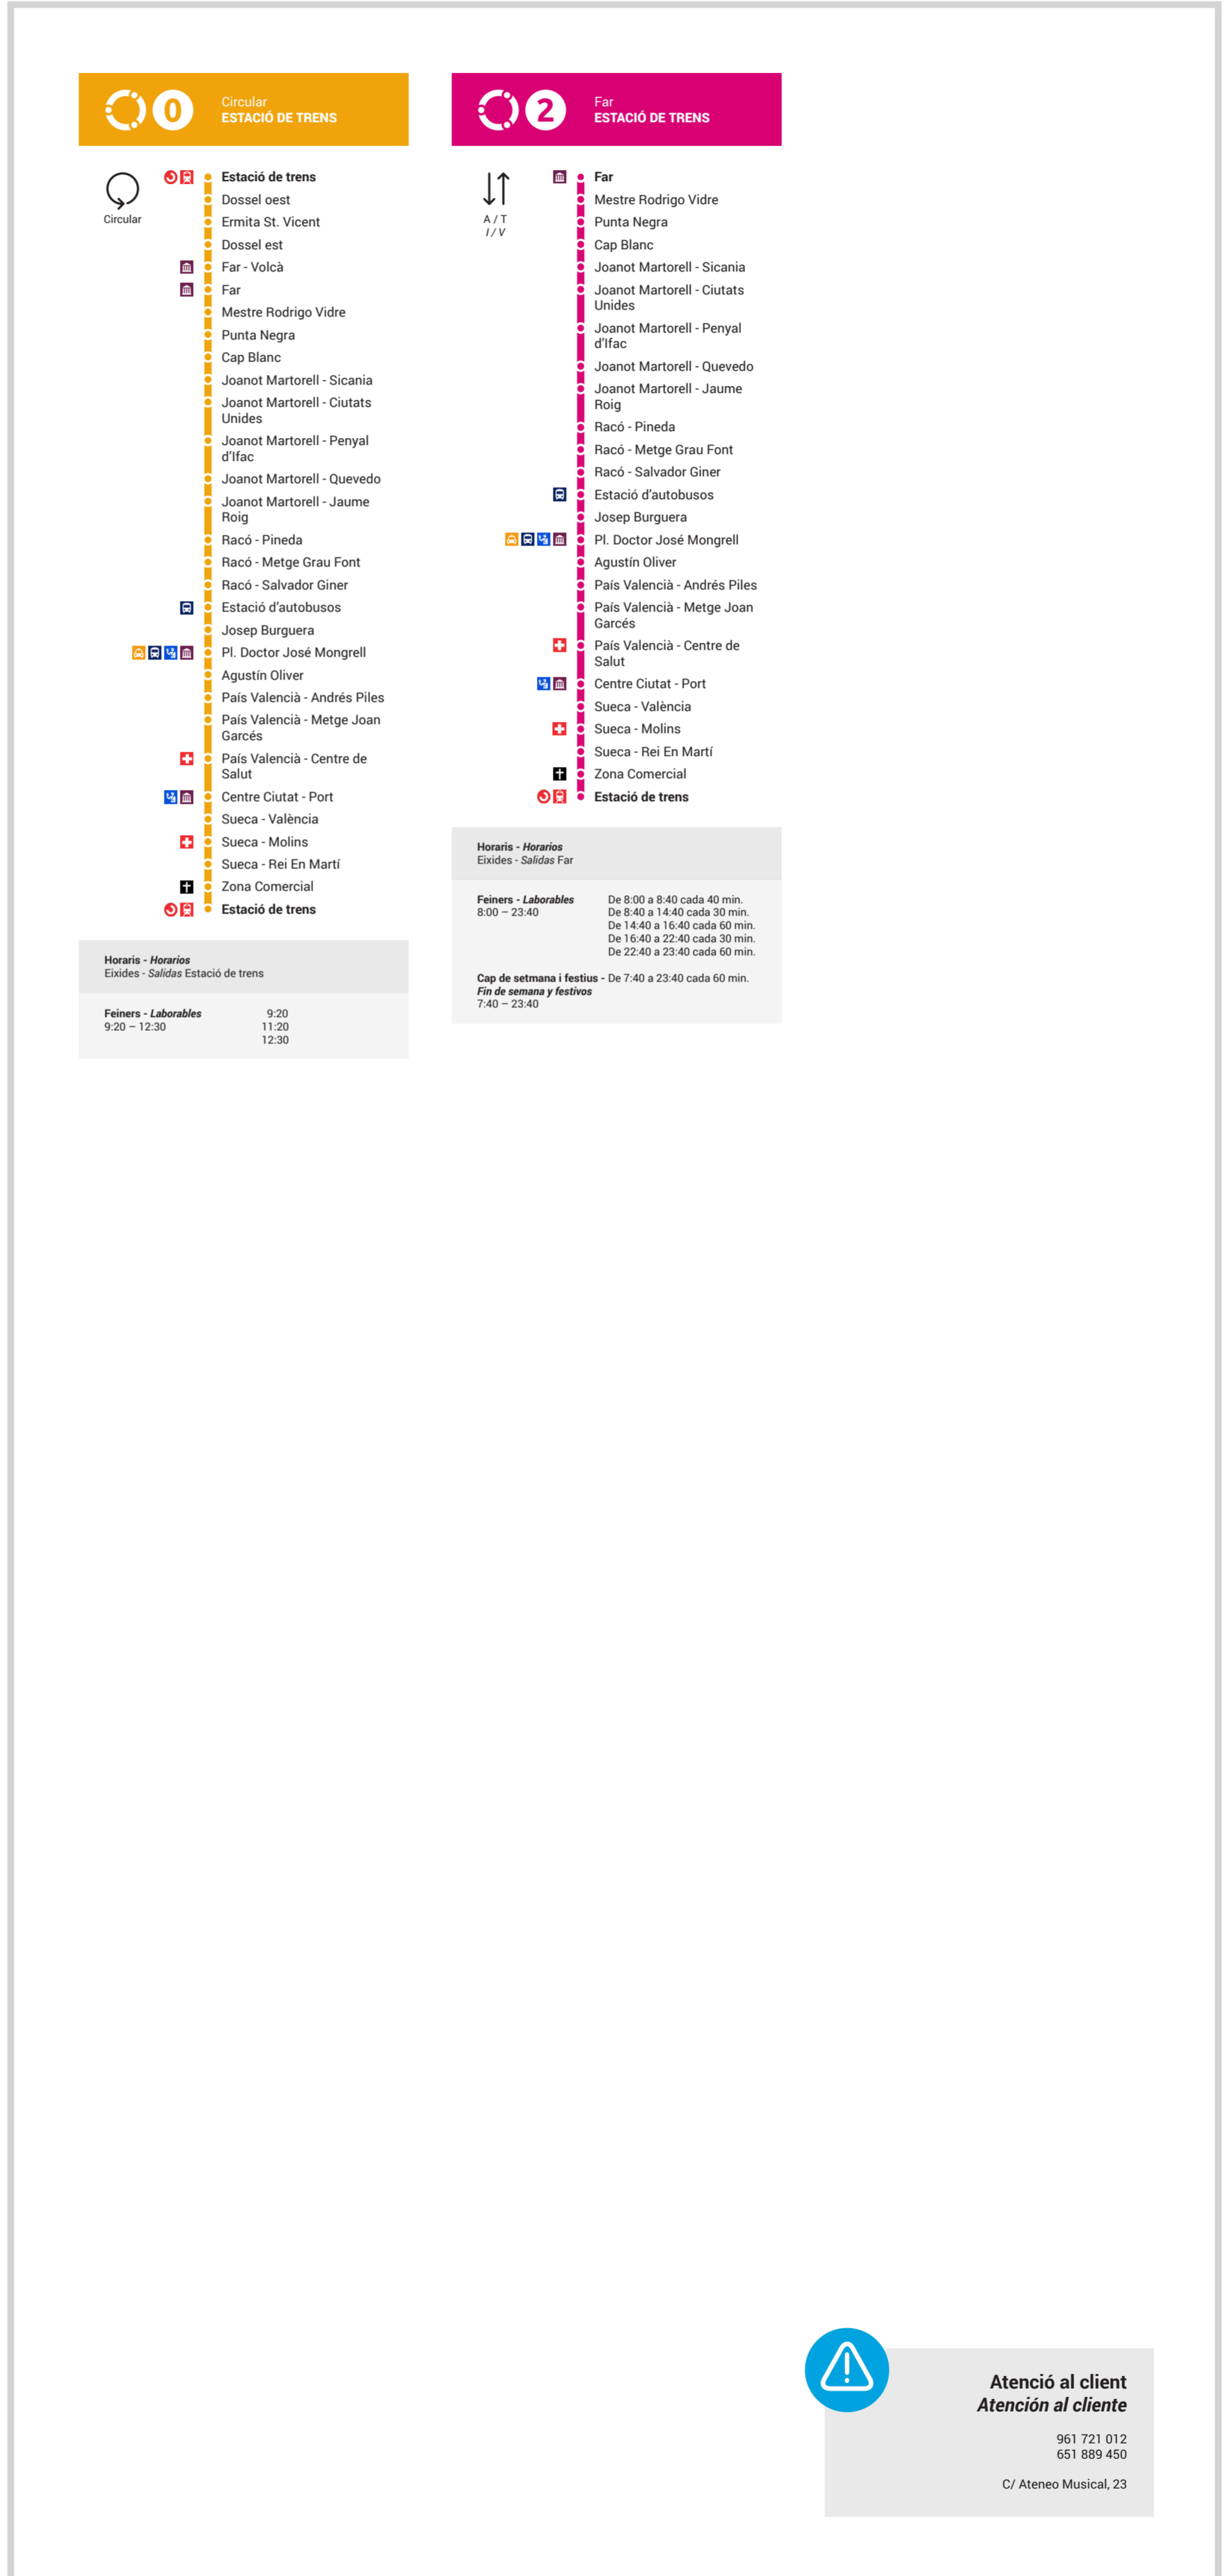 0
Circular
ESTACIÓ DE TRENS
Circular
Estació de trens
Dossel oest
Ermita St. Vicent
Dossel est
Far - Volcà
Far
Mestre Rodrigo Vidre
Punta Negra
Cap Blanc
Joanot Martorell - Sicania
Joanot Martorell - Ciutats
Unides
Joanot Martorell - Penyal
d'Ifac
Joanot Martorell - Quevedo
Joanot Martorell - Jaume
Roig
Racó - Pineda
Racó - Metge Grau Font
Racó - Salvador Giner
Estació d'autobusos
Josep Burguera
Pl. Doctor José Mongrell
Agustín Oliver
País Valencià - Andrés Piles
País Valencià - Metge Joan
Garcés
País Valencià - Centre de
Salut
Centre Ciutat - Port
Sueca - València
Sueca - Molins
Sueca - Rei En Martí
Zona Comercial
Estació de trens
Horaris - Horarios
Eixides - Salidas Estació de trens
Feiners - Laborables
9:20 – 12:30
9:20
11:20
12:30
2
Far
ESTACIÓ DE TRENS
A / T
I / V
Far
Mestre Rodrigo Vidre
Punta Negra
Cap Blanc
Joanot Martorell - Sicania
Joanot Martorell - Ciutats
Unides
Joanot Martorell - Penyal
d'Ifac
Joanot Martorell - Quevedo
Joanot Martorell - Jaume
Roig
Racó - Pineda
Racó - Metge Grau Font
Racó - Salvador Giner
Estació d'autobusos
Josep Burguera
Pl. Doctor José Mongrell
Agustín Oliver
País Valencià - Andrés Piles
País Valencià - Metge Joan
Garcés
País Valencià - Centre de
Salut
Centre Ciutat - Port
Sueca - València
Sueca - Molins
Sueca - Rei En Martí
Zona Comercial
Estació de trens
Horaris - Horarios
Eixides - Salidas Far
Feiners - Laborables
8:00 – 23:40
De 8:00 a 8:40 cada 40 min.
De 8:40 a 14:40 cada 30 min.
De 14:40 a 16:40 cada 60 min.
De 16:40 a 22:40 cada 30 min.
De 22:40 a 23:40 cada 60 min.
Cap de setmana i festius - De 7:40 a 23:40 cada 60 min.
Fin de semana y festivos
7:40 – 23:40
Atenció al client
Atención al cliente
961 721 012
651 889 450
C/ Ateneo Musical, 23